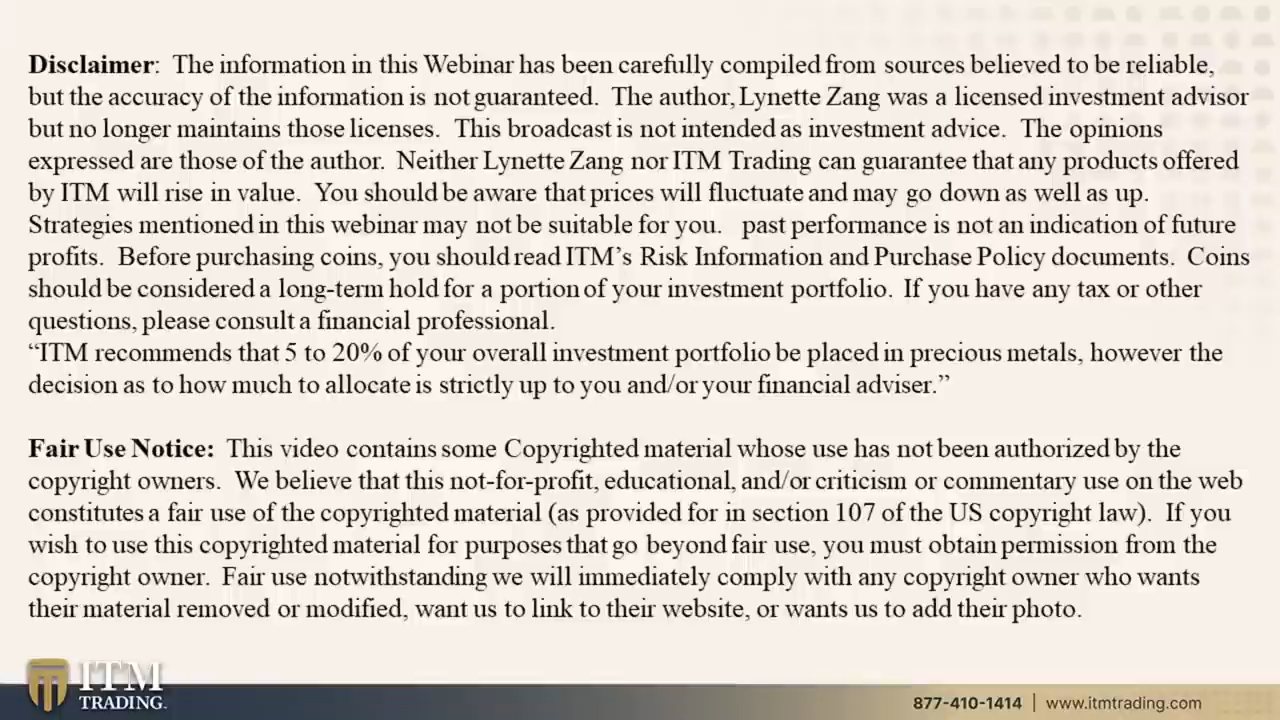 Disclaimer: The information in this Webinar has been carefully compiled from sources believed to be reliable,
but the accuracy of the information is not guaranteed. The author, Lynette Zang was a licensed investment advisor
but no longer maintains those licenses. This broadcast is not intended as investment advice. The opinions
expressed are those of the author. Neither Lynette Zang nor ITM Trading can guarantee that any products offered
by ITM will rise in value. You should be aware that prices will fluctuate and may go down as well as up.
Strategies mentioned in this webinar may not be suitable for you. past performance is not an indication of future
profits. Before purchasing coins, you should read ITM's Risk Information and Purchase Policy documents. Coins
should be considered a long-term hold for a portion of your investment portfolio. If you have any tax or other
questions, please consult a financial professional.
“ITM recommends that 5 to 20% of your overall investment portfolio be placed in precious metals, however the
decision as to how much to allocate is strictly up to you and/or your financial adviser.”
Fair Use Notice: This video contains some Copyrighted material whose use has not been authorized by the
copyright owners. We believe that this not-for-profit, educational, and/or criticism or commentary use on the web
constitutes a fair use of the copyrighted material (as provided for in section 107 of the US copyright law). If you
wish to use this copyrighted material for purposes that go beyond fair use, you must obtain permission from the
copyright owner. Fair use notwithstanding we will immediately comply with any copyright owner who wants
their material removed or modified, want us to link to their website, or wants us to add their photo.
ITM
TRADING.
877-410-1414 | www.itmtrading.com